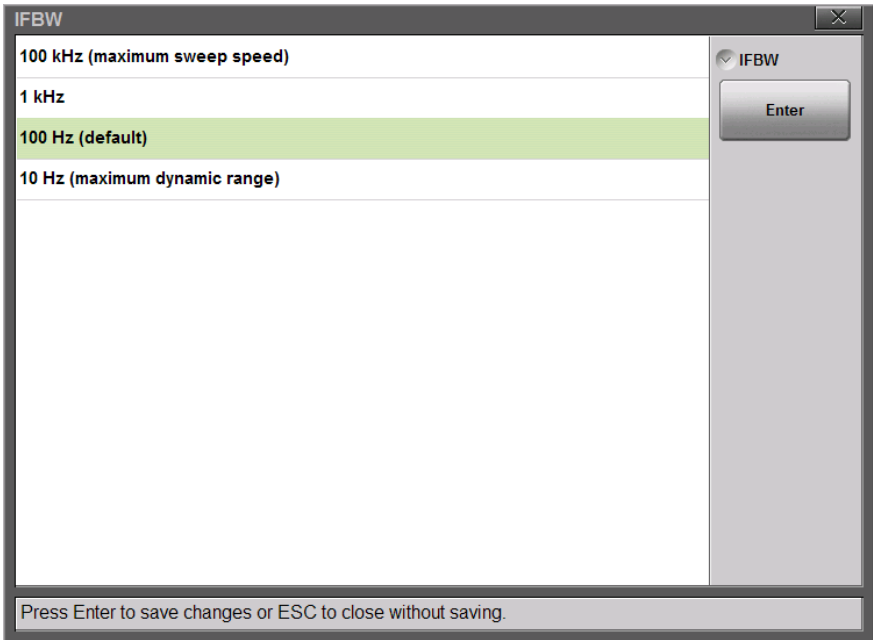 IFBW
100 kHz (maximum sweep speed)
1 kHz
100 Hz (default)
10 Hz (maximum dynamic range)
IFBW
Enter
Press Enter to save changes or ESC to close without saving.